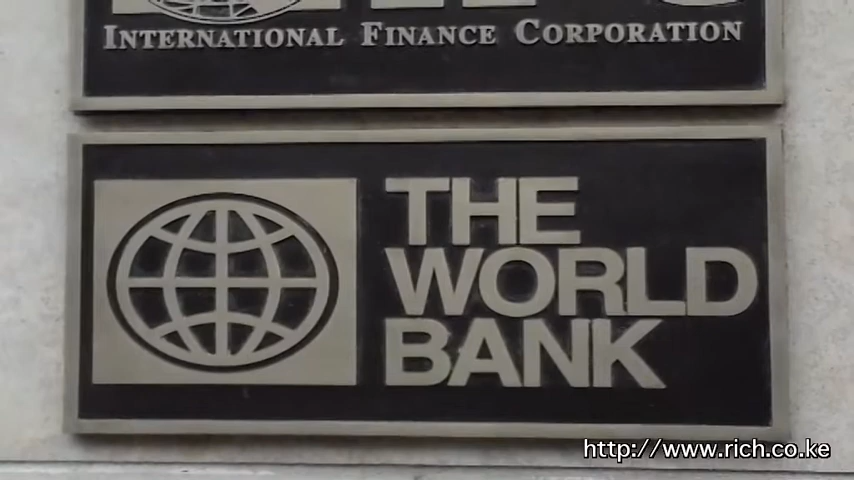 INTERNATIONAL FINANCE CORPORATION
THE
WORLD
BANK
http://www.rich.co.ke